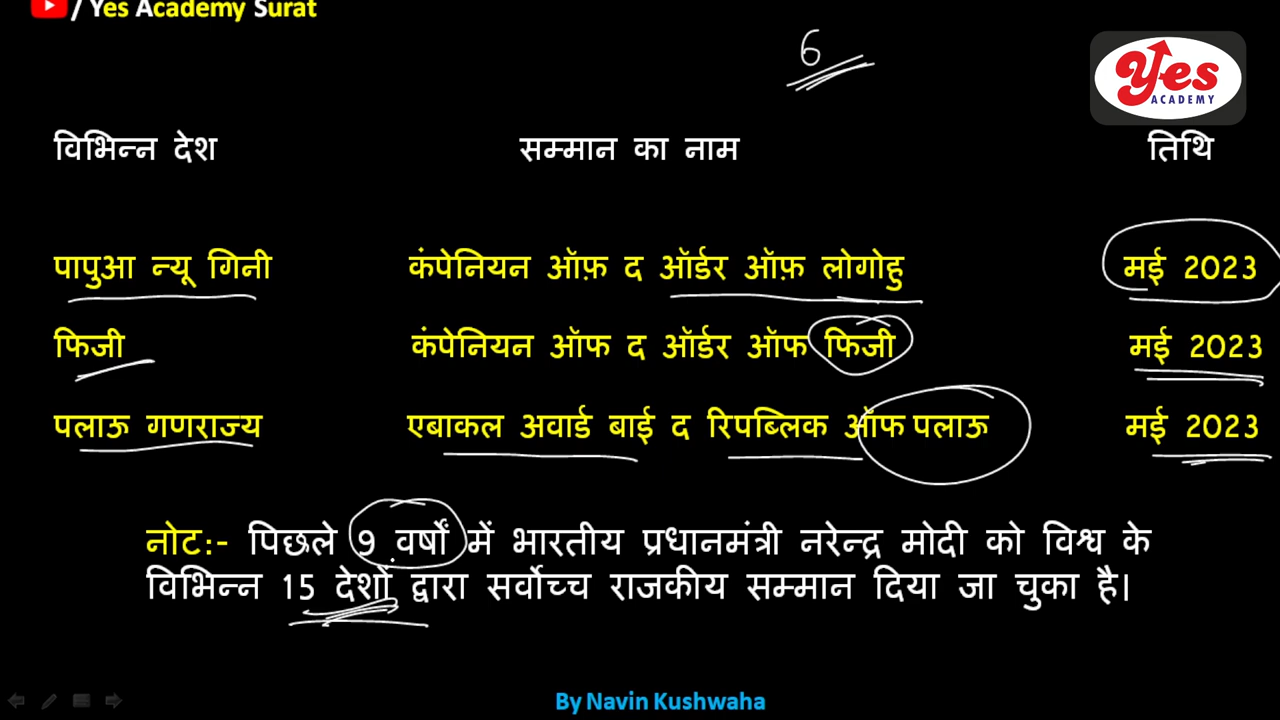 / Yes Academy Surat
6
Yes
ACADEMY
विभिन्न देश सम्मान का नाम तिथि
पापुआ न्यू गिनी कंपेनियन ऑफ़ द ऑर्डर ऑफ़ लोगोहु मई 2023
फिजी कंपेनियन ऑफ द ऑर्डर ऑफ फिजी मई 2023
पलाऊ गणराज्य एबाकल अवार्ड बाई द रिपब्लिक ऑफ पलाऊ मई 2023
नोट:- पिछले 9 वर्षों में भारतीय प्रधानमंत्री नरेन्द्र मोदी को विश्व के
विभिन्न 15 देशों द्वारा सर्वोच्च राजकीय सम्मान दिया जा चुका है।
By Navin Kushwaha